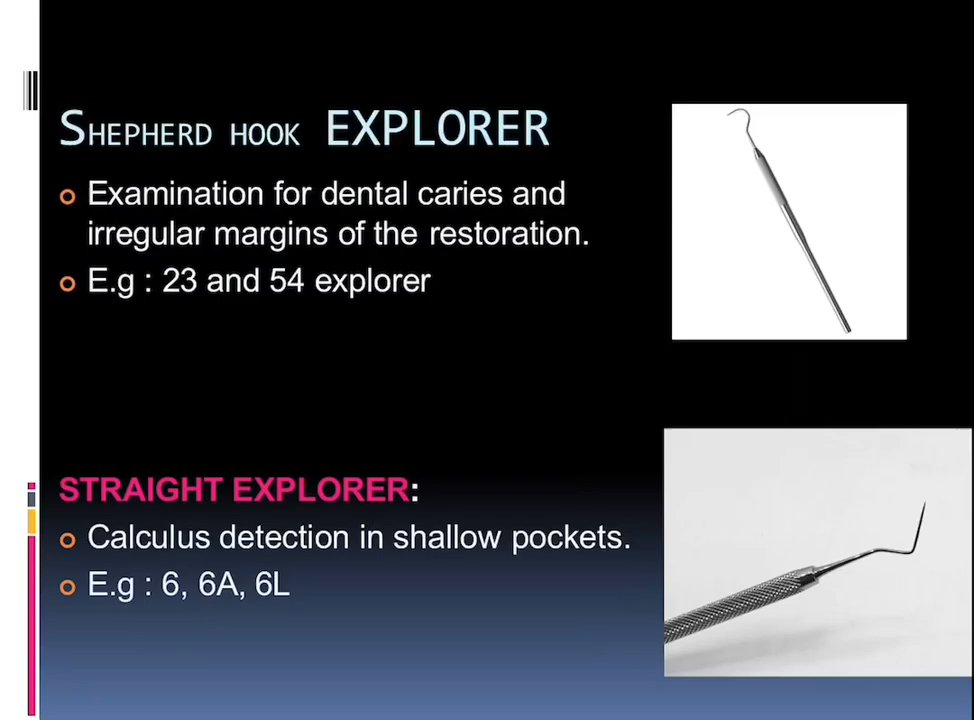 SHEPHERD HOOK EXPLORER
Examination for dental caries and
irregular margins of the restoration.
E.g : 23 and 54 explorer
STRAIGHT EXPLORER:
Calculus detection in shallow pockets.
E.g : 6, 6A, 6L